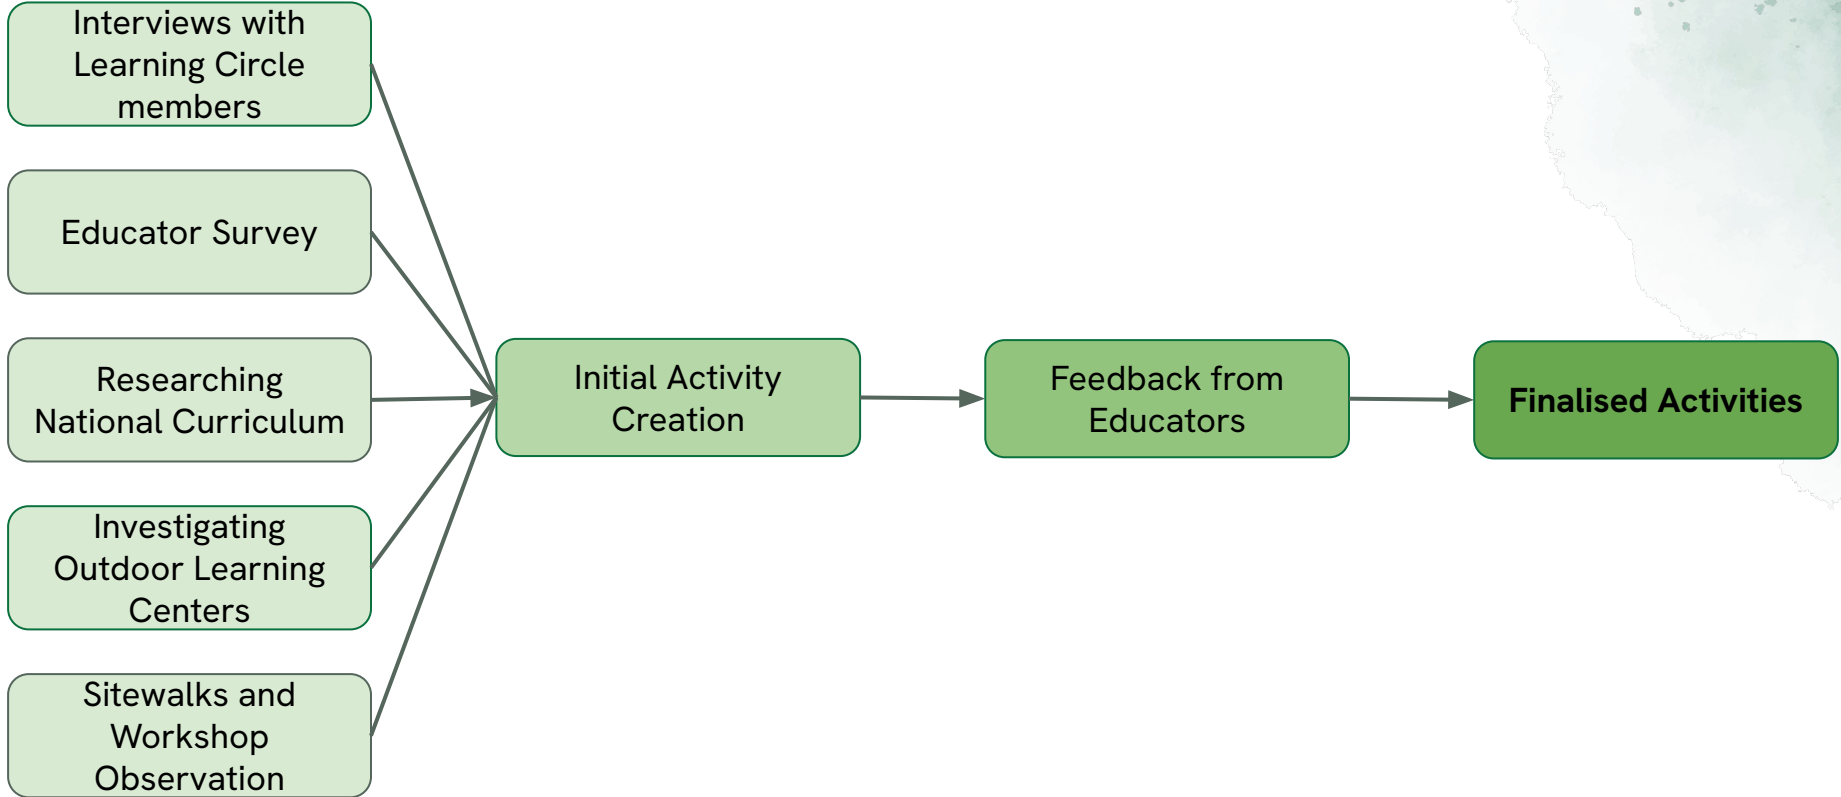 Interviews with
Learning Circle
members
Educator Survey
Researching
National Curriculum
Investigating
Outdoor Learning
Centers
Sitewalks and
Workshop
Observation
Initial Activity
Creation
Feedback from
Educators
Finalised Activities